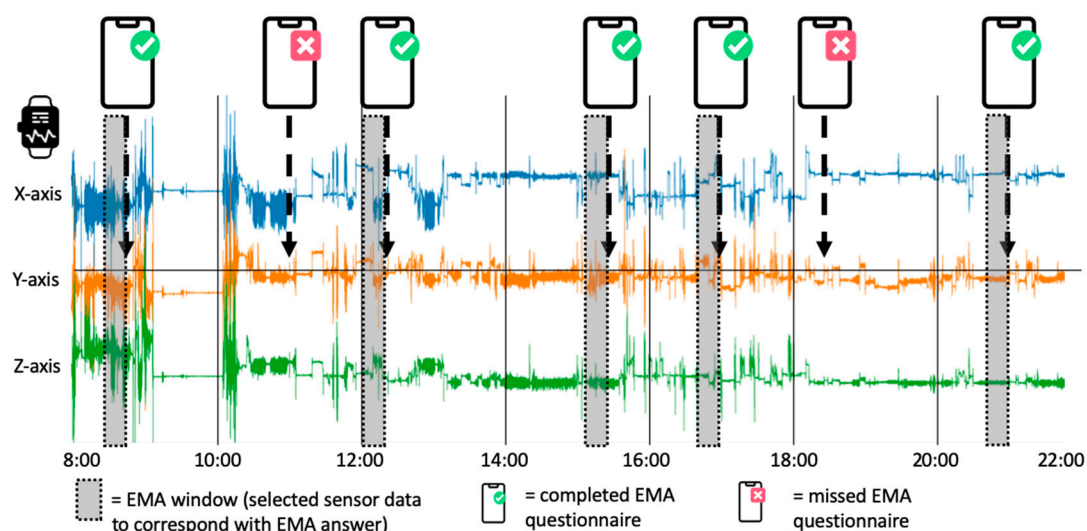 X-axis
Y-axis
Z-axis
8:00 10:00 12:00 14:00 16:00 18:00 20:00 22:00
= EMA window (selected sensor data
to correspond with EMA answer)
= completed EMA
questionnaire
= missed EMA
questionnaire